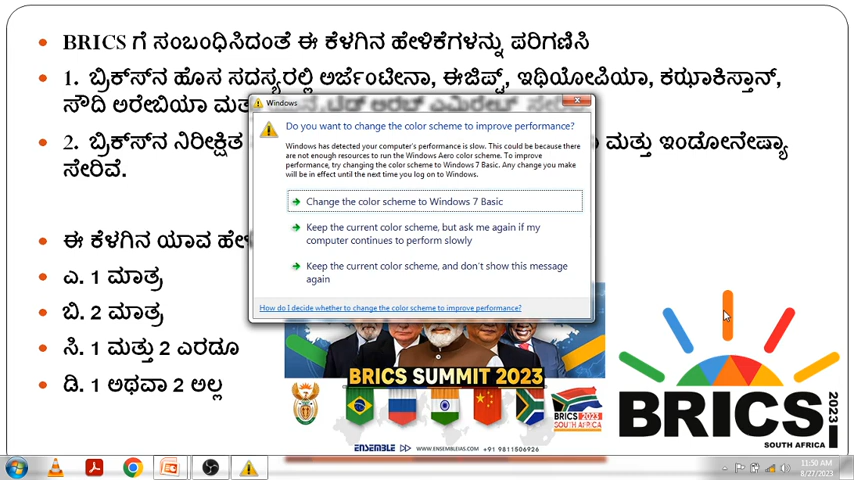 BRICS ಗೆ ಸಂಬಂಧಿಸಿದಂತೆ ಈ ಕೆಳಗಿನ ಹೇಳಿಕೆಗಳನ್ನು ಪರಿಗಣಿಸಿ
1. ಬ್ರಿಕ್ಸ್‌ನ ಹೊಸ ಸದಸ್ಯರಲ್ಲಿ ಅರ್ಜೆಂಟೀನಾ, ಈಜಿಪ್ಟ್, ಇಥಿಯೋಪಿಯಾ, ಕಝಾಕಿಸ್ತಾನ್,
ಸೌದಿ ಅರೇಬಿಯಾ
2. ಬ್ರಿಕ್ಸ್‌ನ ನಿರೀಕ್ಷಿತ ಮತ್ತು ಇಂಡೋನೇಷ್ಯಾ
ಸೇರಿವೆ.
Windows
Do you want to change the color scheme to improve performance?
Windows has detected your computer's performance is slow. This could be because there
are not enough resources to run the Windows Aero color scheme. To improve
performance, try changing the color scheme to Windows 7 Basic. Any change you make
will be in effect until the next time you log on to Windows.
Change the color scheme to Windows 7 Basic
Keep the current color scheme, but ask me again if my
computer continues to perform slowly
Keep the current color scheme, and don't show this message
again
How do I decide whether to change the color scheme to improve performance?
ಈ ಕೆಳಗಿನ ಯಾವ
ಎ. 1 ಮಾತ್ರ
ಬಿ. 2 ಮಾತ್ರ
ಸಿ. 1 ಮತ್ತು 2 ಎರಡೂ
ಡಿ. 1 ಅಥವಾ 2 ಅಲ್ಲ
BRICS SUMMIT 2023
BRICS 2023
SOUTH AFRICA
ENSEMBLE WWW.ENSEMBLEIAS.COM +91 9811506926
BRICS 2023
SOUTH AFRICA
11:50 AM
8/27/2023